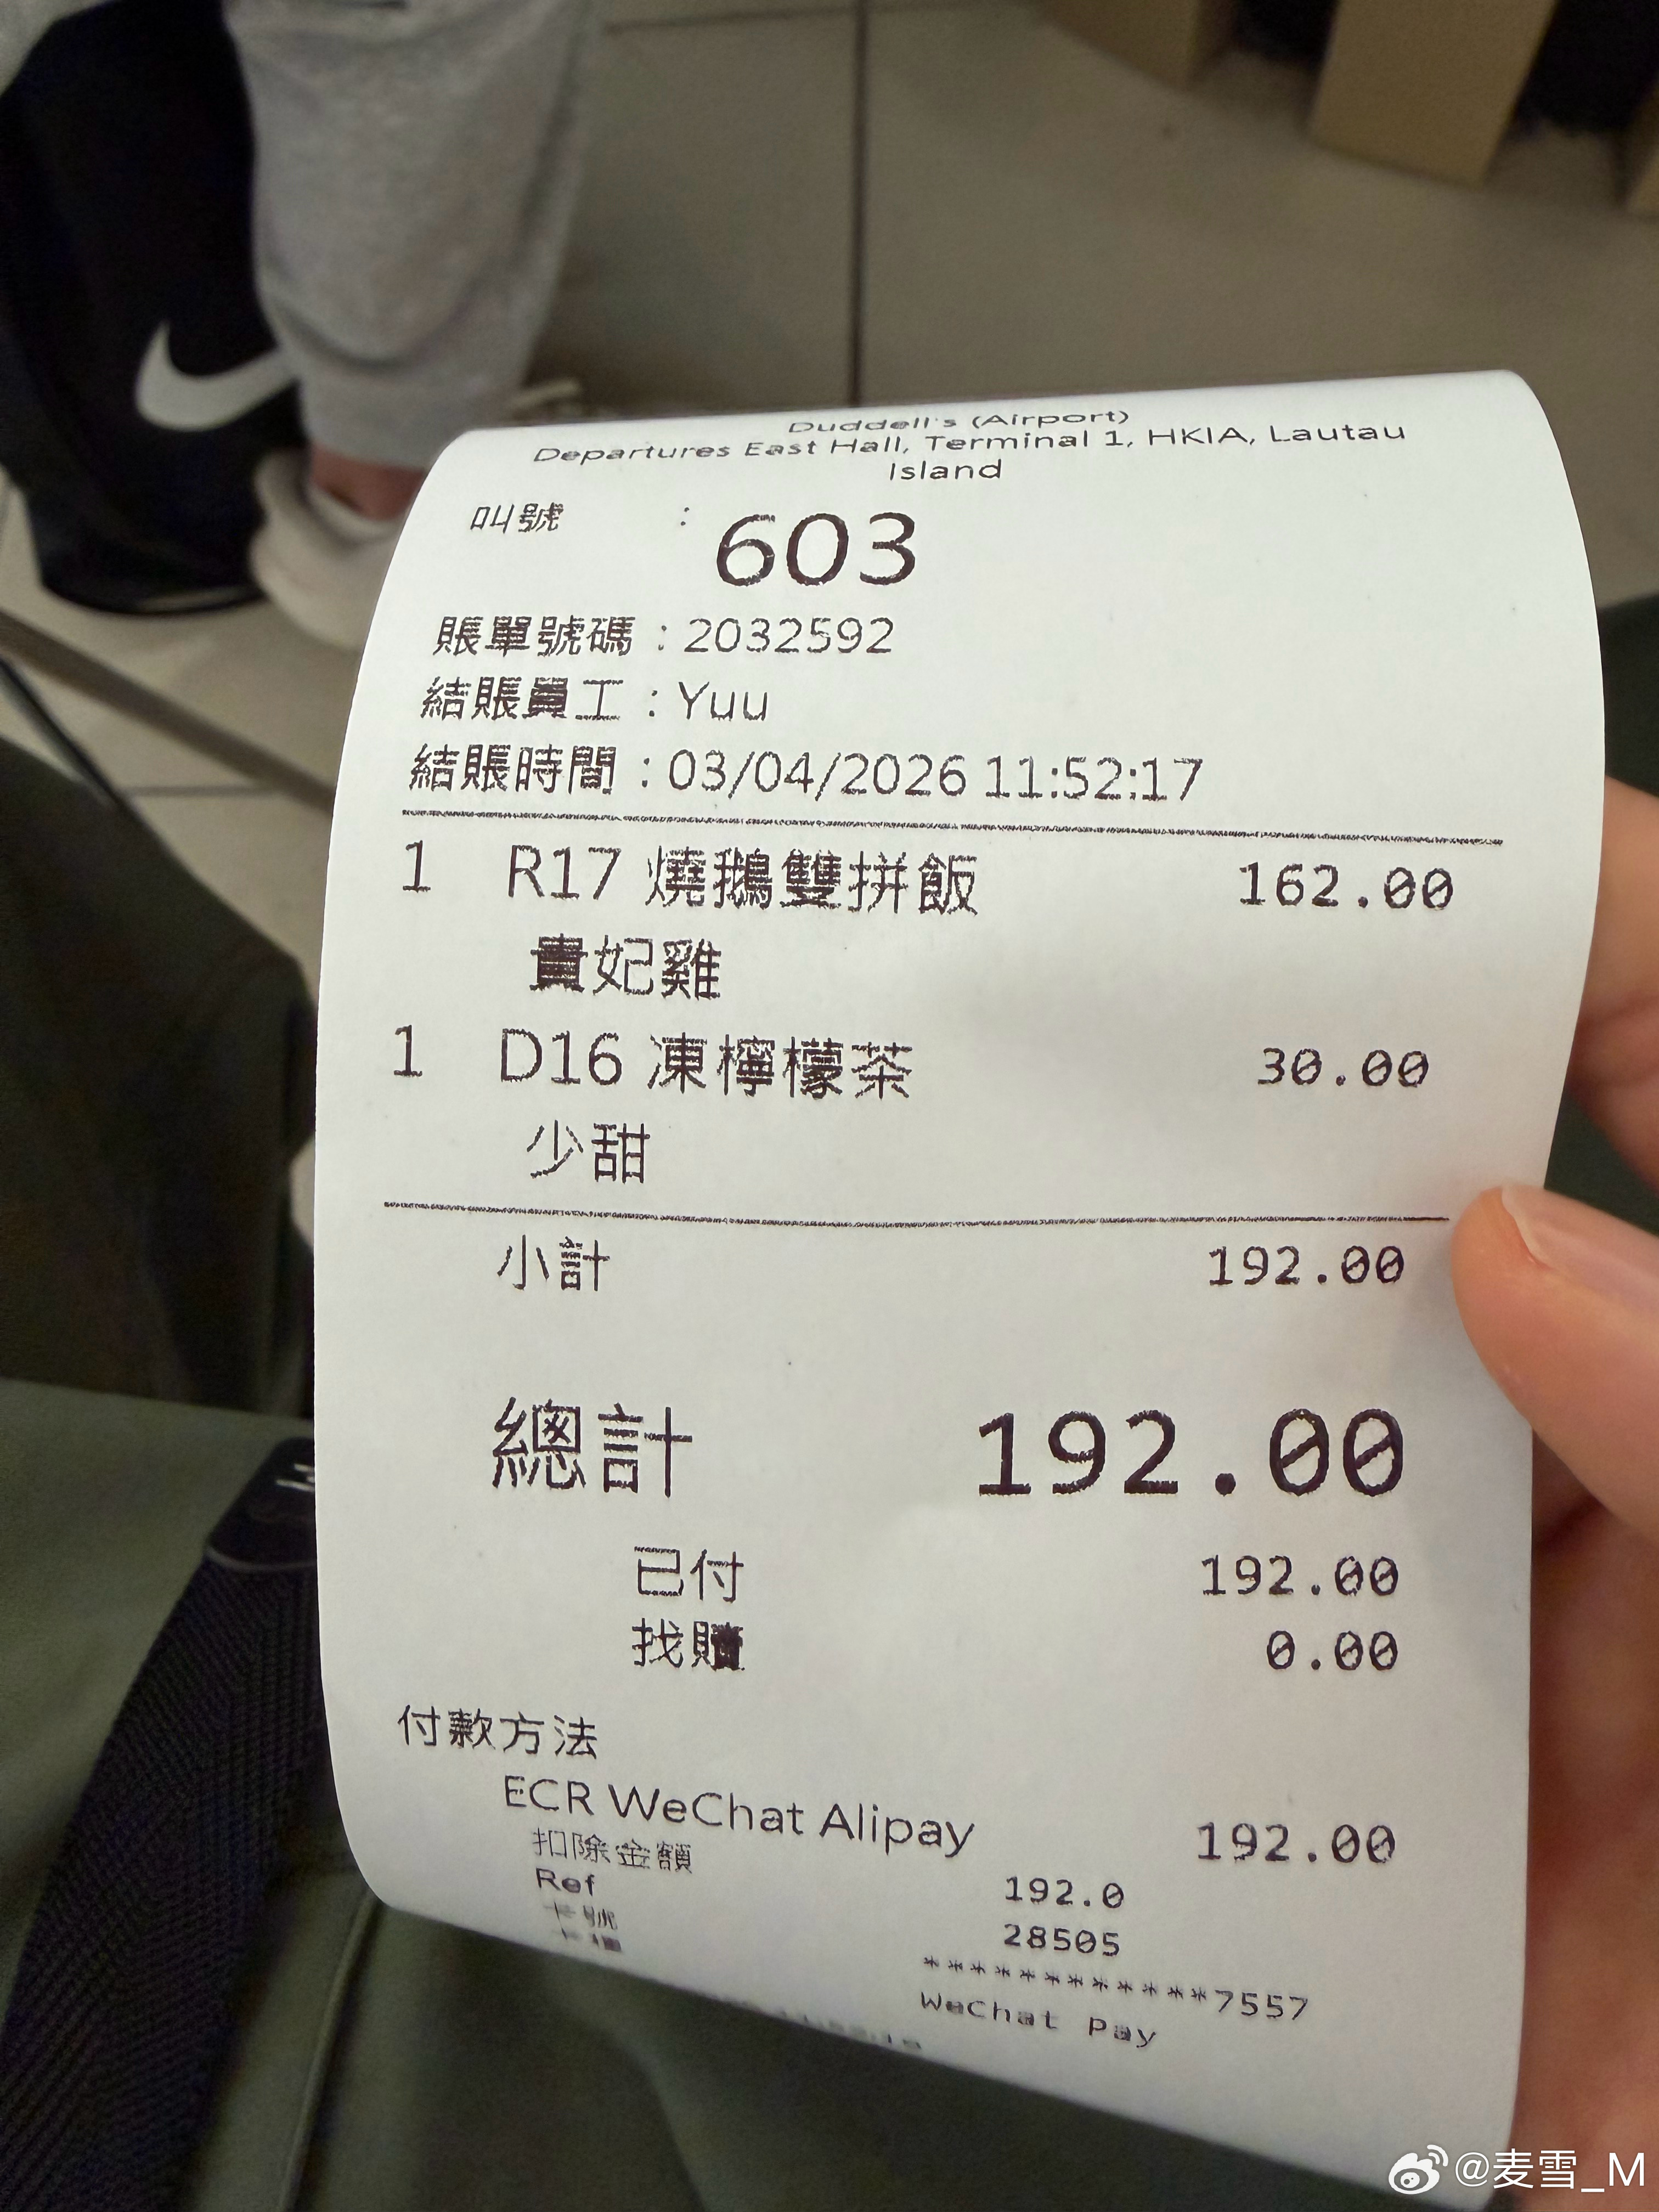 Duddell's (Airport)
Departures East Hall, Terminal 1, HKIA, Lautau
Island
叫號 : 603
賬單號碼 : 2032592
結賬員工 : Yuu
結賬時間 : 03/04/2026 11:52:17
1 R17 燒鵝雙拼飯 162.00
貴妃雞
1 D16 凍檸檬茶 30.00
少甜
小計 192.00
總計 192.00
已付 192.00
找贖 0.00
付款方法
ECR WeChat Alipay 192.00
扣除金額 192.0
Ref 28505
卡號 ************7557
WeChat Pay
@麦雪_M